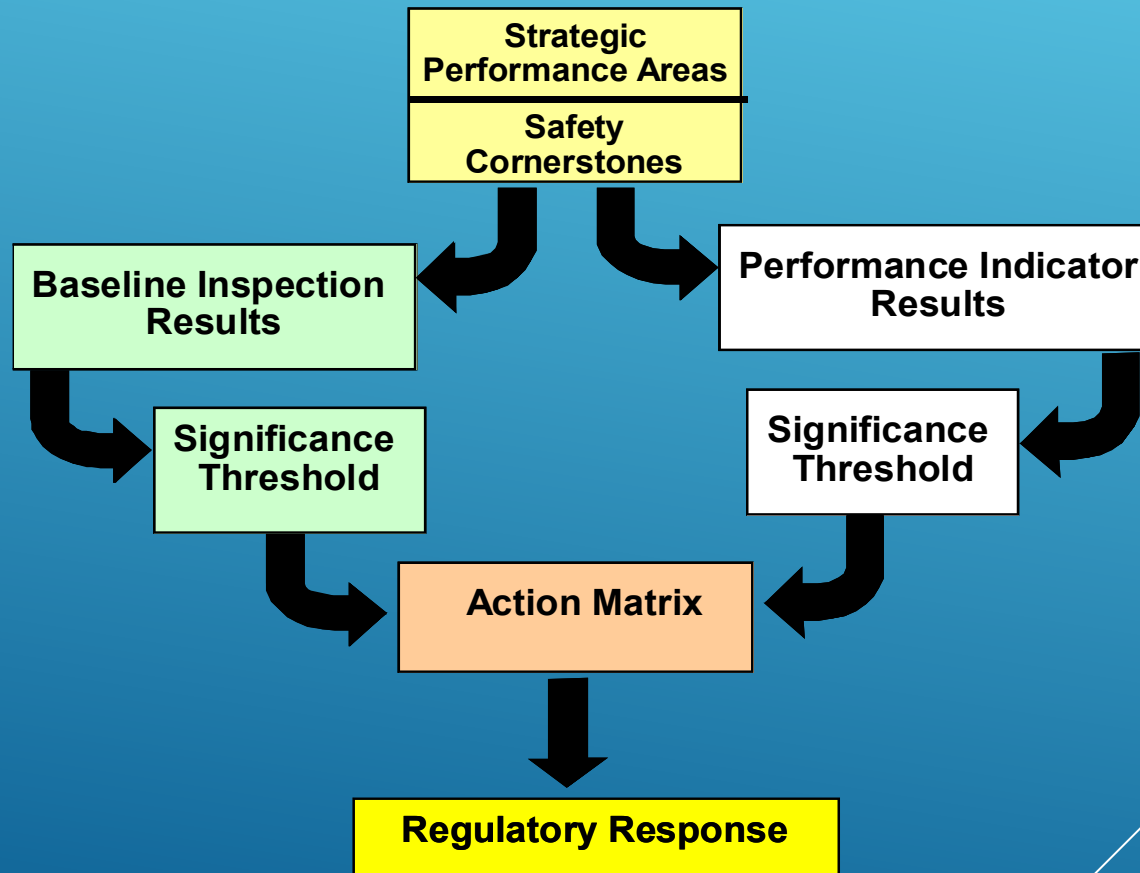 Strategic
Performance Areas
Safety
Cornerstones
Baseline Inspection
Results
Performance Indicator
Results
Significance
Threshold
Significance
Threshold
Action Matrix
Regulatory Response